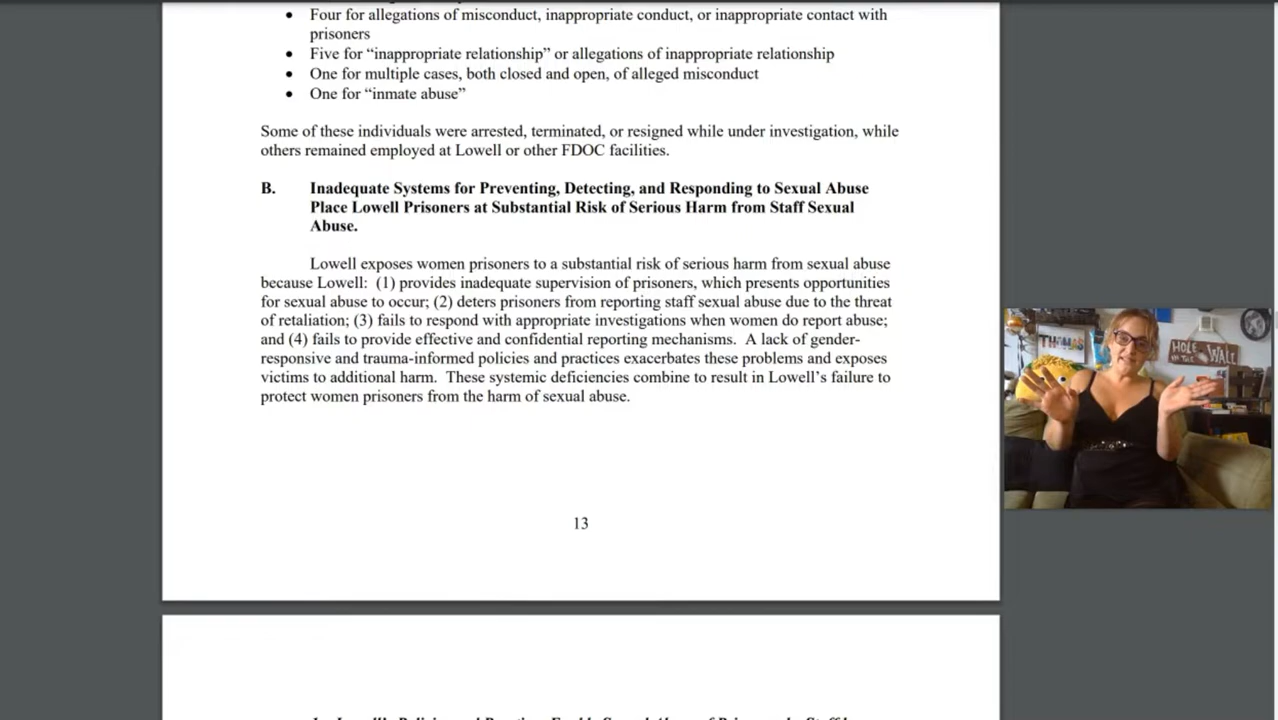 • Four for allegations of misconduct, inappropriate conduct, or inappropriate contact with
prisoners
• Five for “inappropriate relationship” or allegations of inappropriate relationship
• One for multiple cases, both closed and open, of alleged misconduct
• One for “inmate abuse”
Some of these individuals were arrested, terminated, or resigned while under investigation, while
others remained employed at Lowell or other FDOC facilities.
B. Inadequate Systems for Preventing, Detecting, and Responding to Sexual Abuse
Place Lowell Prisoners at Substantial Risk of Serious Harm from Staff Sexual
Abuse.
Lowell exposes women prisoners to a substantial risk of serious harm from sexual abuse
because Lowell: (1) provides inadequate supervision of prisoners, which presents opportunities
for sexual abuse to occur; (2) deters prisoners from reporting staff sexual abuse due to the threat
of retaliation; (3) fails to respond with appropriate investigations when women do report abuse;
and (4) fails to provide effective and confidential reporting mechanisms. A lack of gender-
responsive and trauma-informed policies and practices exacerbates these problems and exposes
victims to additional harm. These systemic deficiencies combine to result in Lowell’s failure to
protect women prisoners from the harm of sexual abuse.
13
THOMAS
HOLE
IN THE WALL